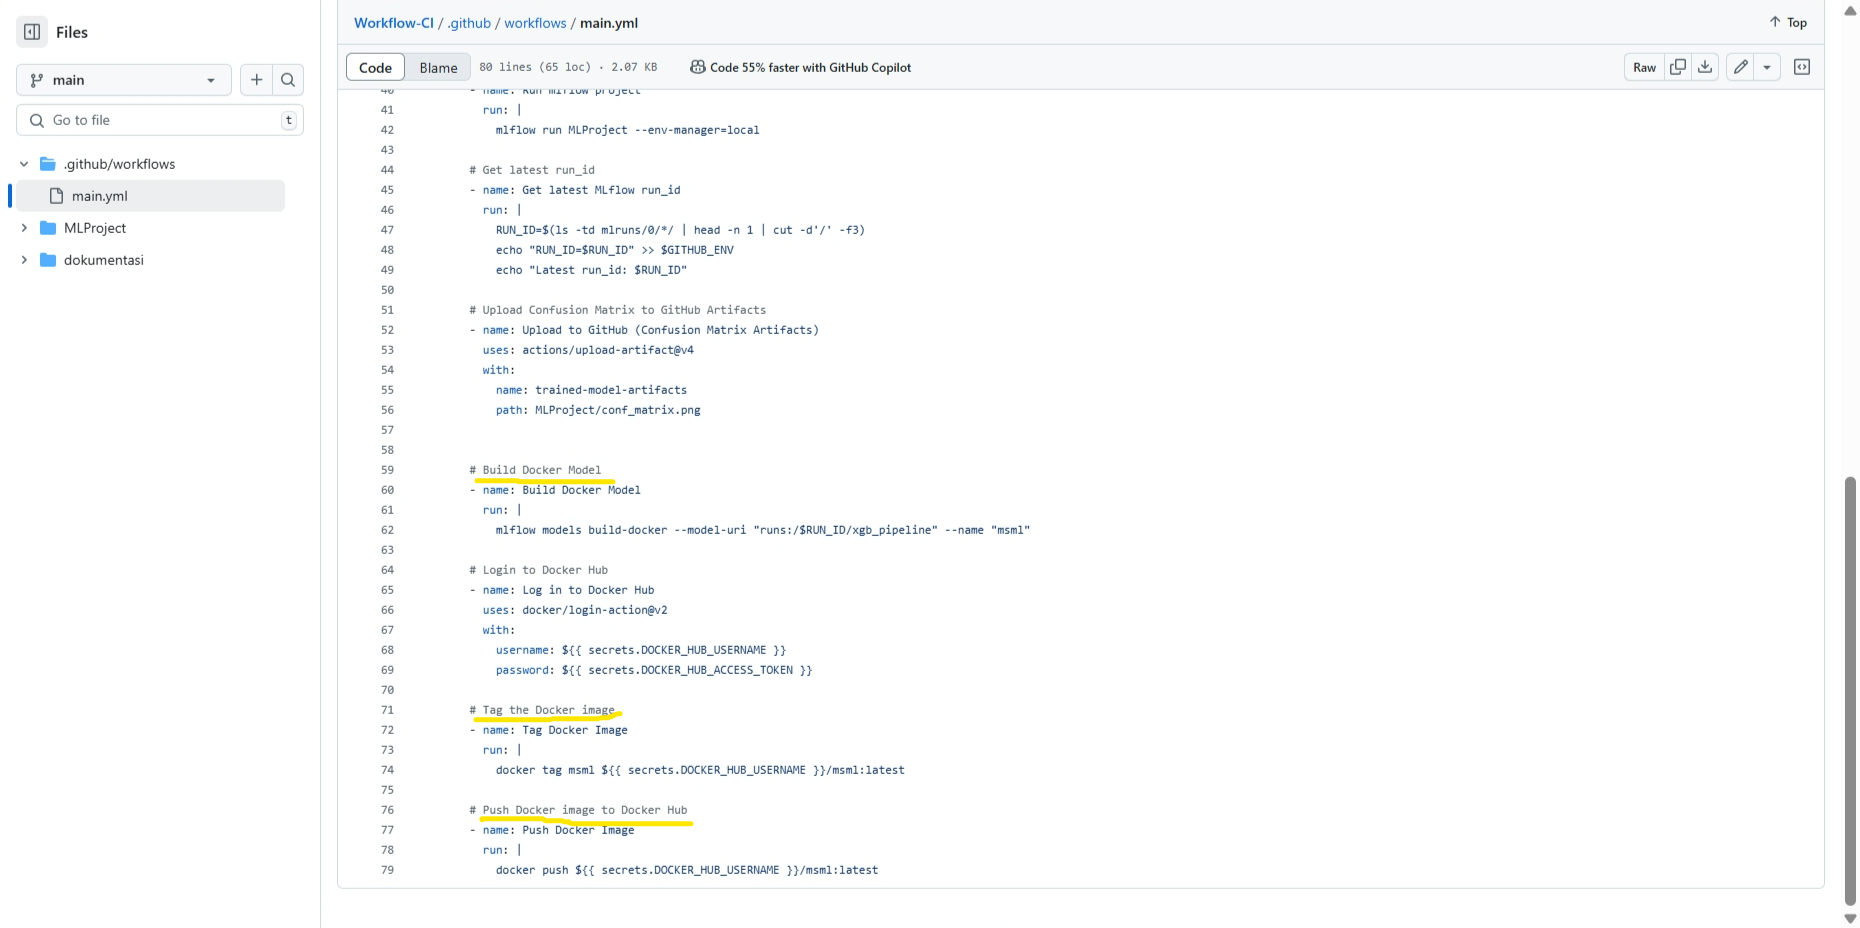 Files
main
Go to file
t
.github/workflows
main.yml
MLProject
dokumentasi
Workflow-CI / .github / workflows / main.yml
Top
Code
Blame
80 lines (65 loc) · 2.07 KB
Code 55% faster with GitHub Copilot
Raw
40 - name: Run mlflow project
41 run: |
42 mlflow run MLProject --env-manager=local
43
44 # Get latest run_id
45 - name: Get latest MLflow run_id
46 run: |
47 RUN_ID=$(ls -td mlruns/0/*/ | head -n 1 | cut -d'/' -f3)
48 echo "RUN_ID=$RUN_ID" >> $GITHUB_ENV
49 echo "Latest run_id: $RUN_ID"
50
51 # Upload Confusion Matrix to GitHub Artifacts
52 - name: Upload to GitHub (Confusion Matrix Artifacts)
53 uses: actions/upload-artifact@v4
54 with:
55 name: trained-model-artifacts
56 path: MLProject/conf_matrix.png
57
58
59 # Build Docker Model
60 - name: Build Docker Model
61 run: |
62 mlflow models build-docker --model-uri "runs:/$RUN_ID/xgb_pipeline" --name "msml"
63
64 # Login to Docker Hub
65 - name: Log in to Docker Hub
66 uses: docker/login-action@v2
67 with:
68 username: ${{ secrets.DOCKER_HUB_USERNAME }}
69 password: ${{ secrets.DOCKER_HUB_ACCESS_TOKEN }}
70
71 # Tag the Docker image
72 - name: Tag Docker Image
73 run: |
74 docker tag msml ${{ secrets.DOCKER_HUB_USERNAME }}/msml:latest
75
76 # Push Docker image to Docker Hub
77 - name: Push Docker Image
78 run: |
79 docker push ${{ secrets.DOCKER_HUB_USERNAME }}/msml:latest